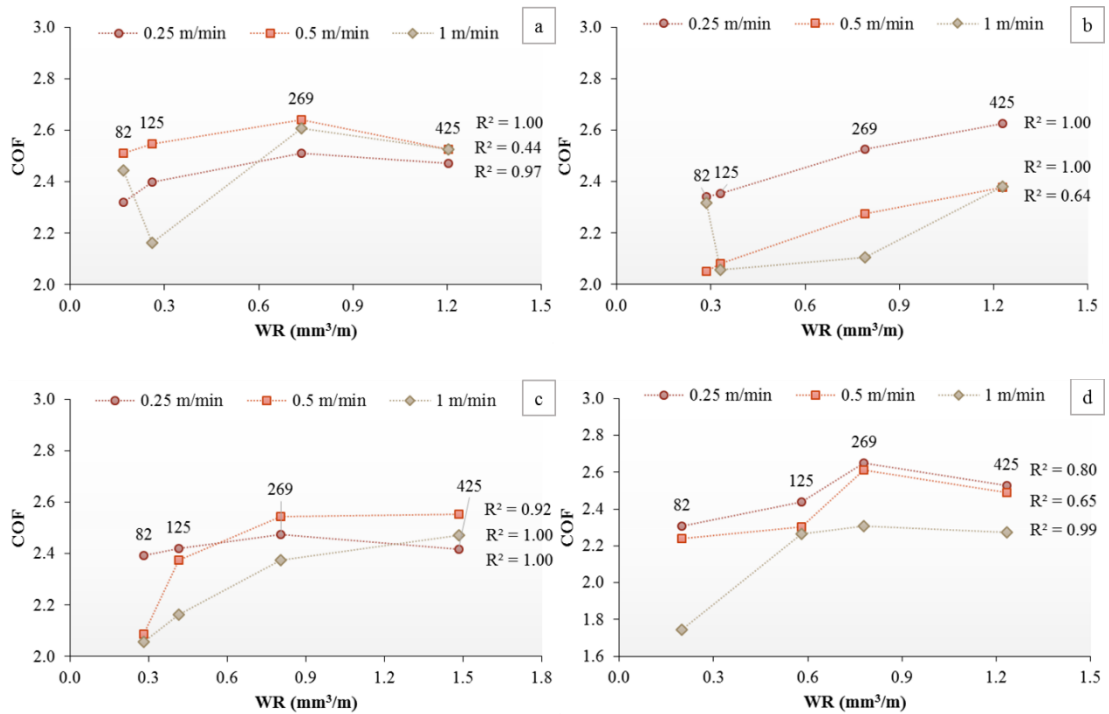 0.25 m/min 0.5 m/min 1 m/min a
3.0
2.8
2.6
2.4
2.2
2.0
COF
82 125 269 425
R² = 1.00
R² = 0.44
R² = 0.97
0.0 0.3 0.6 0.9 1.2 1.5
WR (mm³/m)
0.25 m/min 0.5 m/min 1 m/min b
3.0
2.8
2.6
2.4
2.2
2.0
COF
82 125 269 425
R² = 1.00
R² = 1.00
R² = 0.64
0.0 0.3 0.6 0.9 1.2 1.5
WR (mm³/m)
0.25 m/min 0.5 m/min 1 m/min c
3.0
2.8
2.6
2.4
2.2
2.0
COF
82 125 269 425
R² = 0.92
R² = 1.00
R² = 1.00
0.0 0.3 0.6 0.9 1.2 1.5 1.8
WR (mm³/m)
0.25 m/min 0.5 m/min 1 m/min d
3.0
2.8
2.6
2.4
2.2
2.0
1.8
1.6
COF
82 125 269 425
R² = 0.80
R² = 0.65
R² = 0.99
0.0 0.3 0.6 0.9 1.2 1.5
WR (mm³/m)